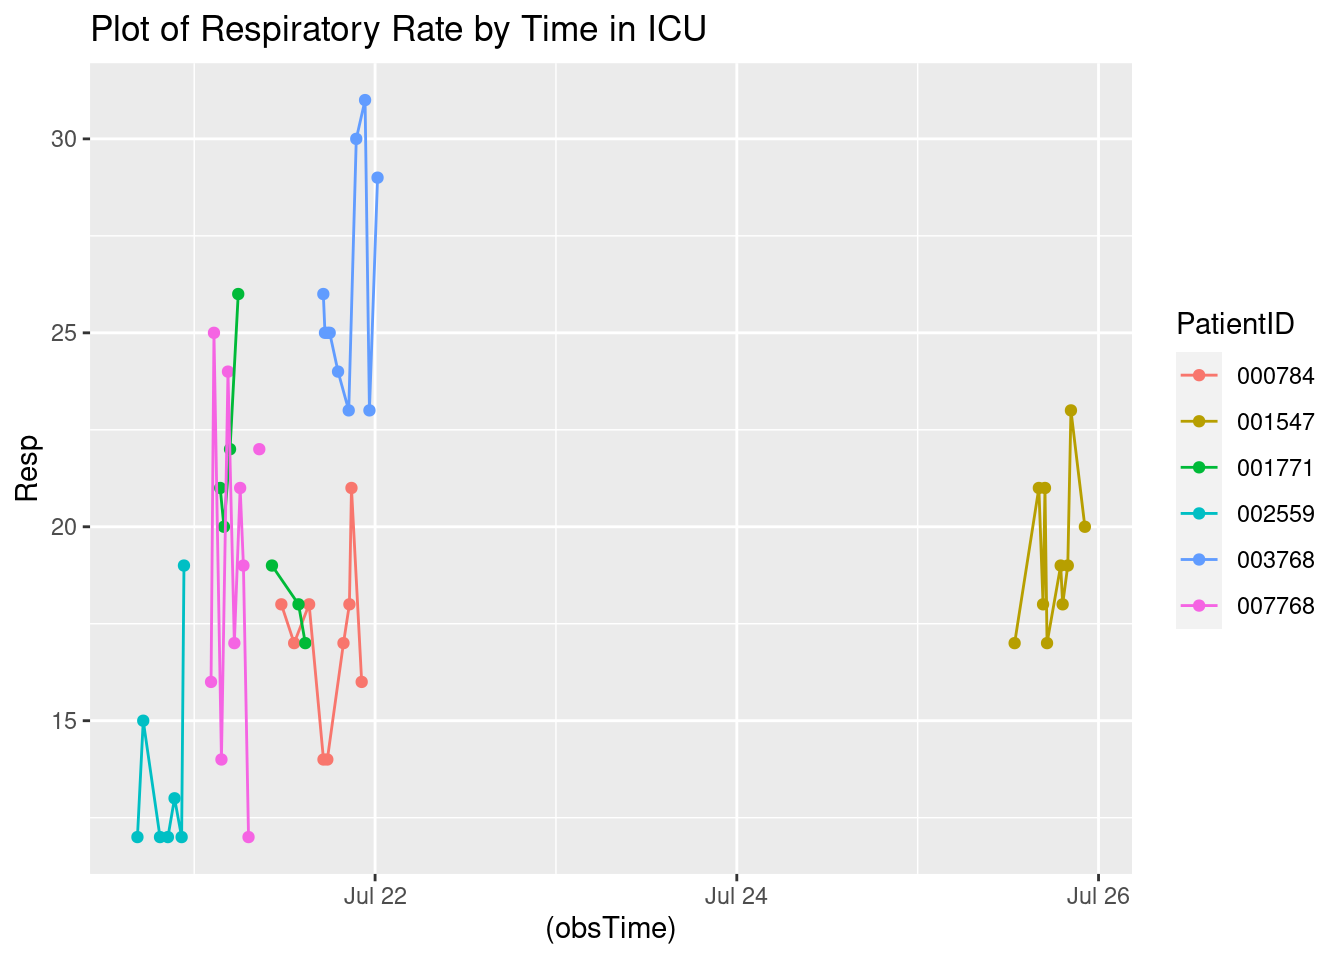 Plot of Respiratory Rate by Time in ICU
30
25
20
15
Resp
Jul 22
Jul 24
Jul 26
(obsTime)
PatientID
000784
001547
001771
002559
003768
007768